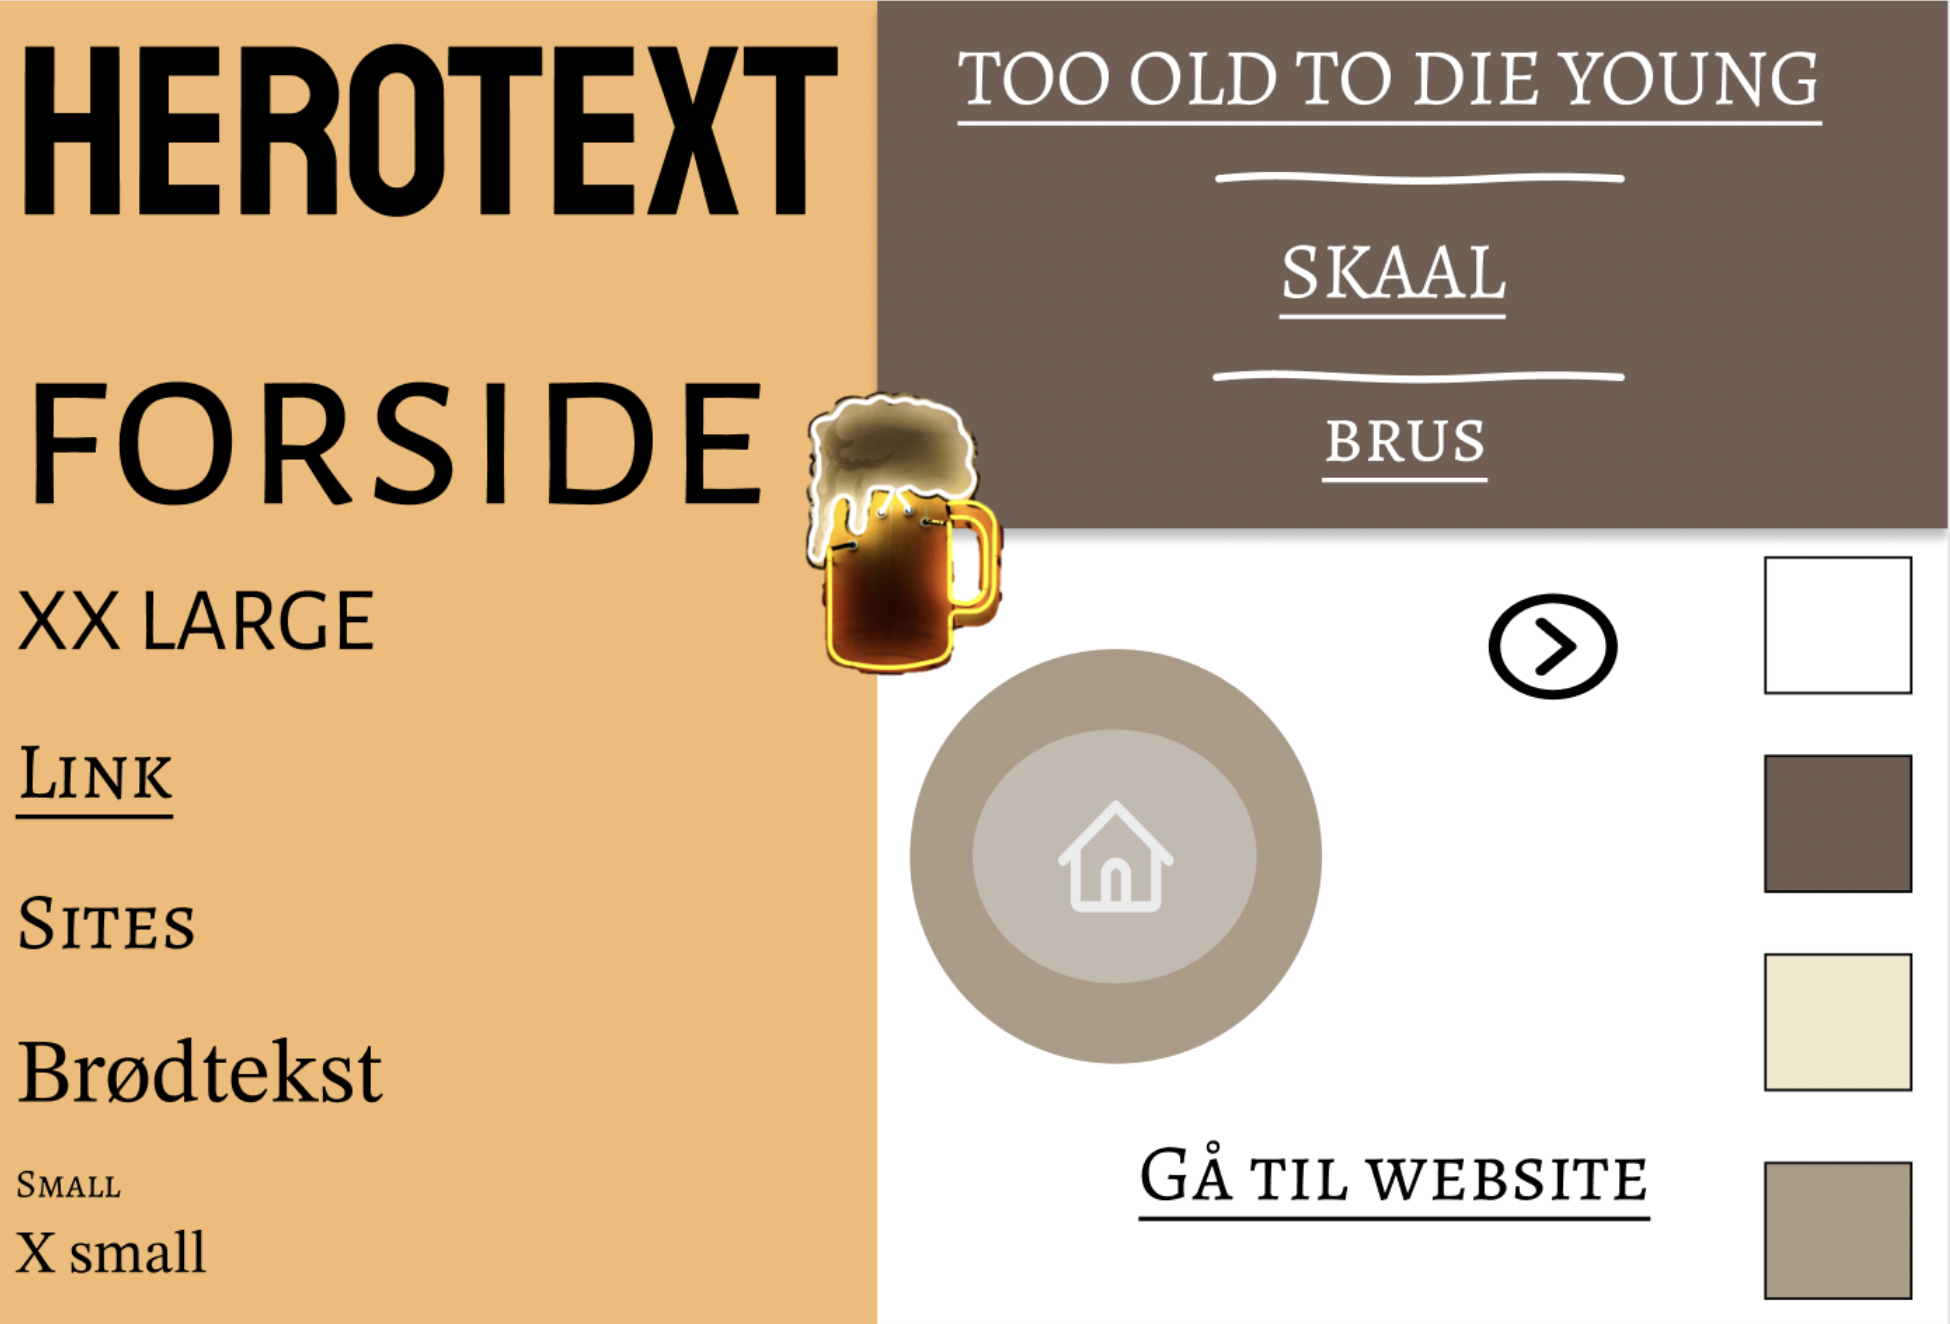 HEROTEXT
FORSIDE
XX LARGE
Link
Sites
Brødtekst
Small
X small
TOO OLD TO DIE YOUNG
SKAAL
BRUS
Gå til website